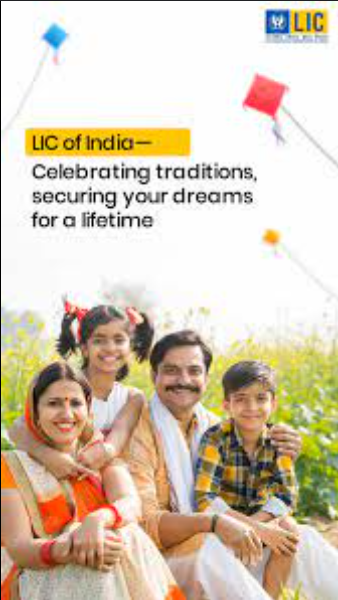 LIC
LIC of India—
Celebrating traditions,
securing your dreams
for a lifetime